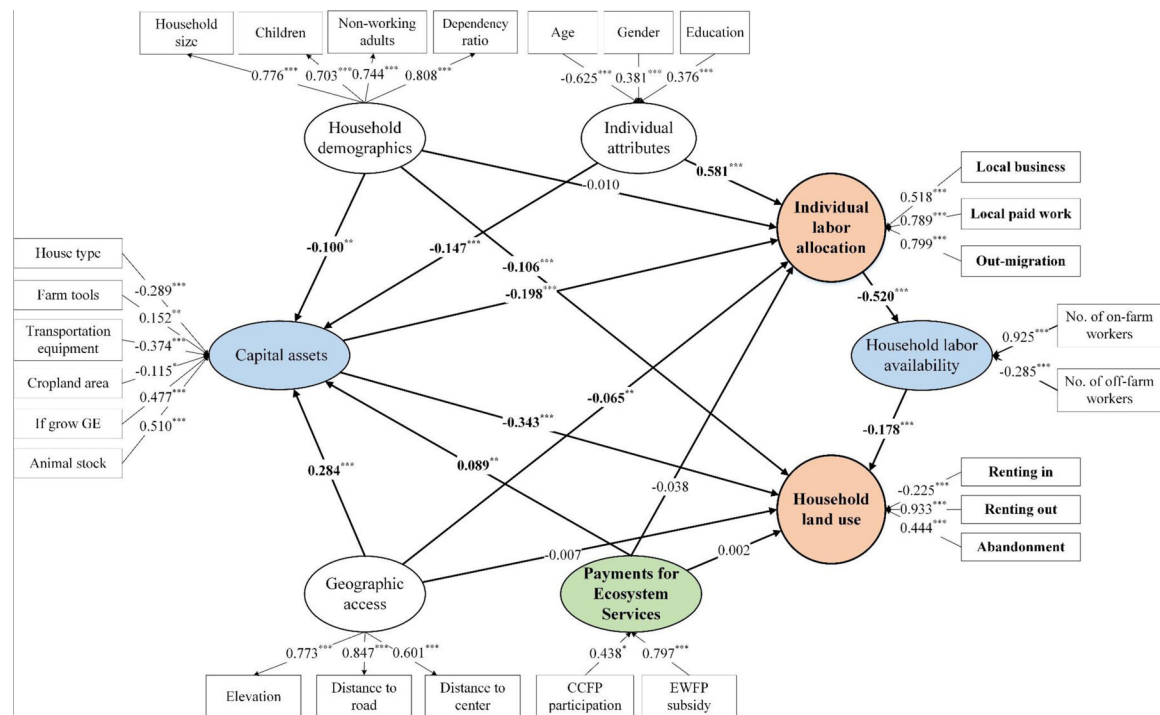 Household
size
Children
Non-working
adults
Dependency
ratio
Age
Gender
Education
0.776***
0.703***
0.744***
0.808***
-0.625***
0.381***
0.376***
Household
demographics
Individual
attributes
0.581***
-0.010
Individual
labor
allocation
Local business
0.518***
Local paid work
0.789***
0.799***
Out-migration
-0.100**
-0.147***
-0.106***
-0.198***
-0.520***
House type
-0.289***
Farm tools
0.152**
Transportation
equipment
-0.374***
Cropland area
-0.115*
If grow GE
0.477***
Animal stock
0.510***
Capital assets
Household labor
availability
No. of on-farm
workers
0.925***
-0.285***
No. of off-farm
workers
-0.065**
-0.343***
-0.178***
0.284***
0.089**
-0.038
Household
land use
Renting in
-0.225***
Renting out
0.933***
0.444***
Abandonment
-0.007
0.002
Geographic
access
Payments for
Ecosystem
Services
0.773***
0.847***
0.601***
0.438*
0.797***
Elevation
Distance to
road
Distance to
center
CCFP
participation
EWFP
subsidy